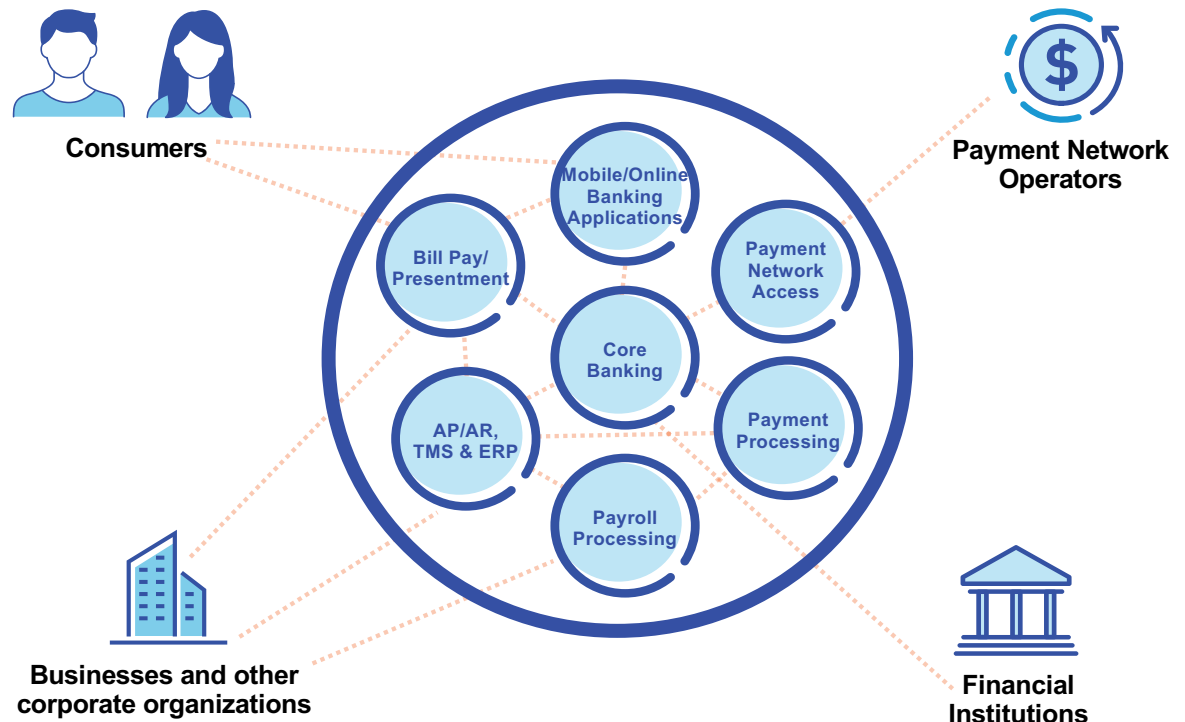 Consumers
Payment Network
Operators
Mobile/Online
Banking
Applications
Bill Pay/
Presentment
Payment
Network
Access
Core
Banking
AP/AR,
TMS & ERP
Payment
Processing
Payroll
Processing
$
Businesses and other
corporate organizations
Financial
Institutions